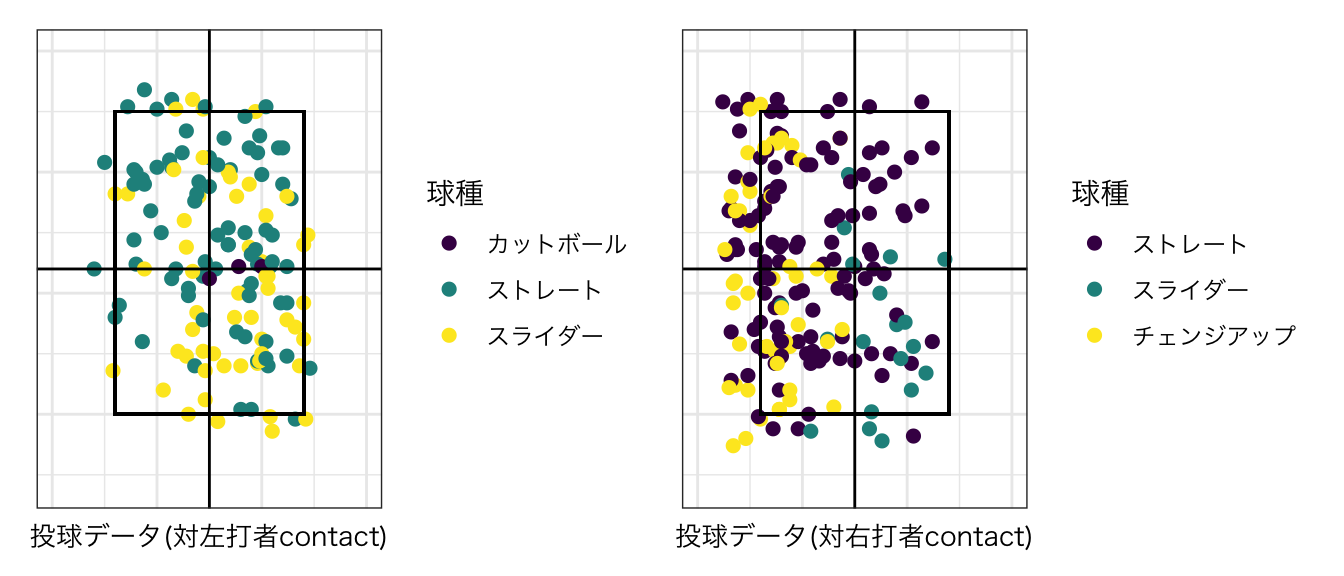 球種
カットボール
ストレート
スライダー
投球データ(対左打者contact)
球種
ストレート
スライダー
チェンジアップ
投球データ(対右打者contact)